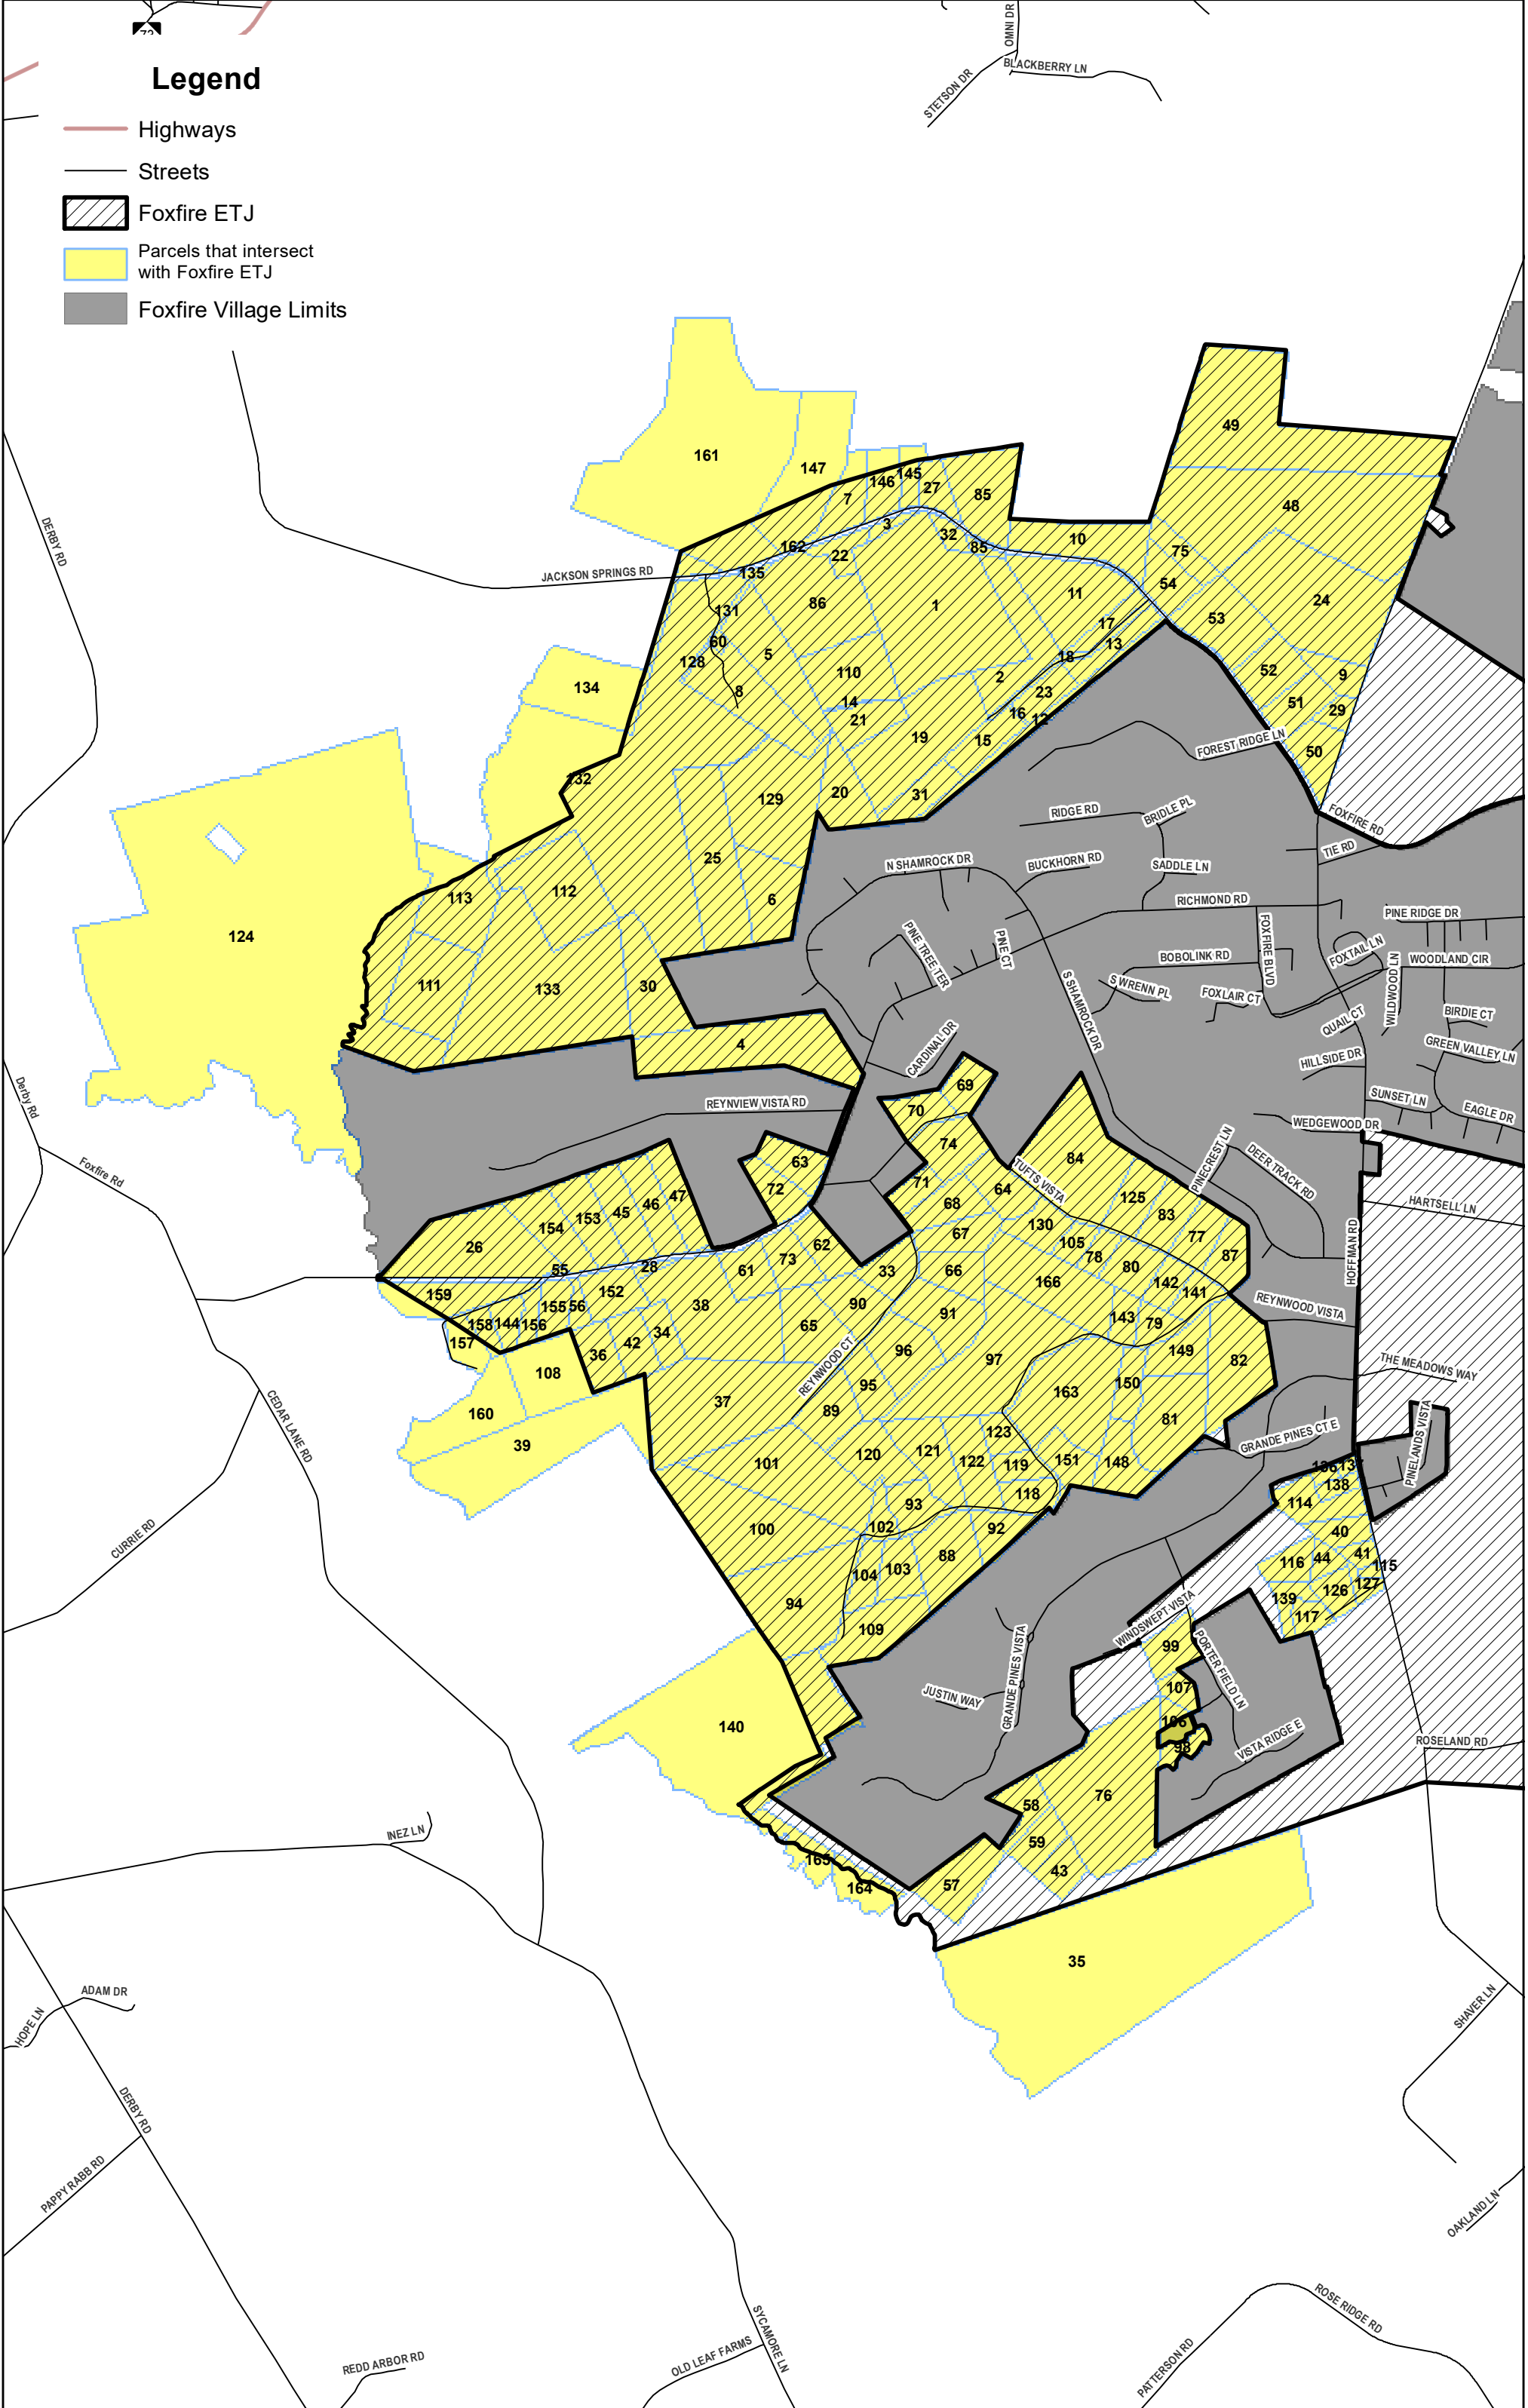 73
Legend
Highways
Streets
Foxfire ETJ
Parcels that intersect
with Foxfire ETJ
Foxfire Village Limits
OMNI DR
BLACKBERRY LN
STETSON DR
49
161
147
146
145
27
7
85
48
DERBY RD
3
32
85
10
162
22
75
JACKSON SPRINGS RD
135
54
11
131
86
1
24
17
53
60
5
13
128
18
110
2
52
9
134
8
14
23
51
29
21
16
12
19
15
FOREST RIDGE LN
50
132
129
20
31
RIDGE RD
BRIDLE PL
FOXFIRE RD
TIE RD
25
N SHAMROCK DR
BUCKHORN RD
SADDLE LN
112
113
6
RICHMOND RD
PINE RIDGE DR
124
PINE TREE TER
PINE CT
FOXFIRE BLVD
FOXTAIL LN
BOBOLINK RD
WOODLAND CIR
111
133
30
S WRENN PL
FOXLAIR CT
WILDWOOD LN
S SHAMROCK DR
BIRDIE CT
QUAIL CT
4
CARDINAL DR
GREEN VALLEY LN
HILLSIDE DR
Derby Rd
69
REYNVIEW VISTA RD
70
SUNSET LN
EAGLE DR
WEDGEWOOD DR
74
PINECREST LN
84
63
Foxfire Rd
TUFTS VISTA
DEER TRACK RD
71
72
64
125
47
46
68
HARTSELL LN
45
153
83
154
130
67
77
26
105
62
73
78
87
HOFFMAN RD
55
28
61
33
66
80
166
142
159
152
141
38
90
REYNWOOD VISTA
155
56
91
143
79
158
144
156
65
34
157
42
96
149
36
97
82
THE MEADOWS WAY
108
REYNWOOD CT
95
150
163
37
CEDAR LANE RD
160
89
81
PINELANDS VISTA
39
123
GRANDE PINES CT E
121
120
101
122
119
151
148
138
118
93
114
CURRIE RD
100
102
92
40
88
116
44
41
115
103
104
126
127
94
139
WINDSWEPT VISTA
117
109
99
PORTER FIELD LN
107
JUSTIN WAY
GRANDE PINES VISTA
106
140
98
VISTA RIDGE E
ROSELAND RD
76
58
INEZ LN
59
165
43
57
164
35
ADAM DR
HOPE LN
SHAVER LN
DERBY RD
PAPPY RABB RD
OAKLAND LN
ROSE RIDGE RD
SYCAMORE LN
OLD LEAF FARMS
REDD ARBOR RD
PATTERSON RD